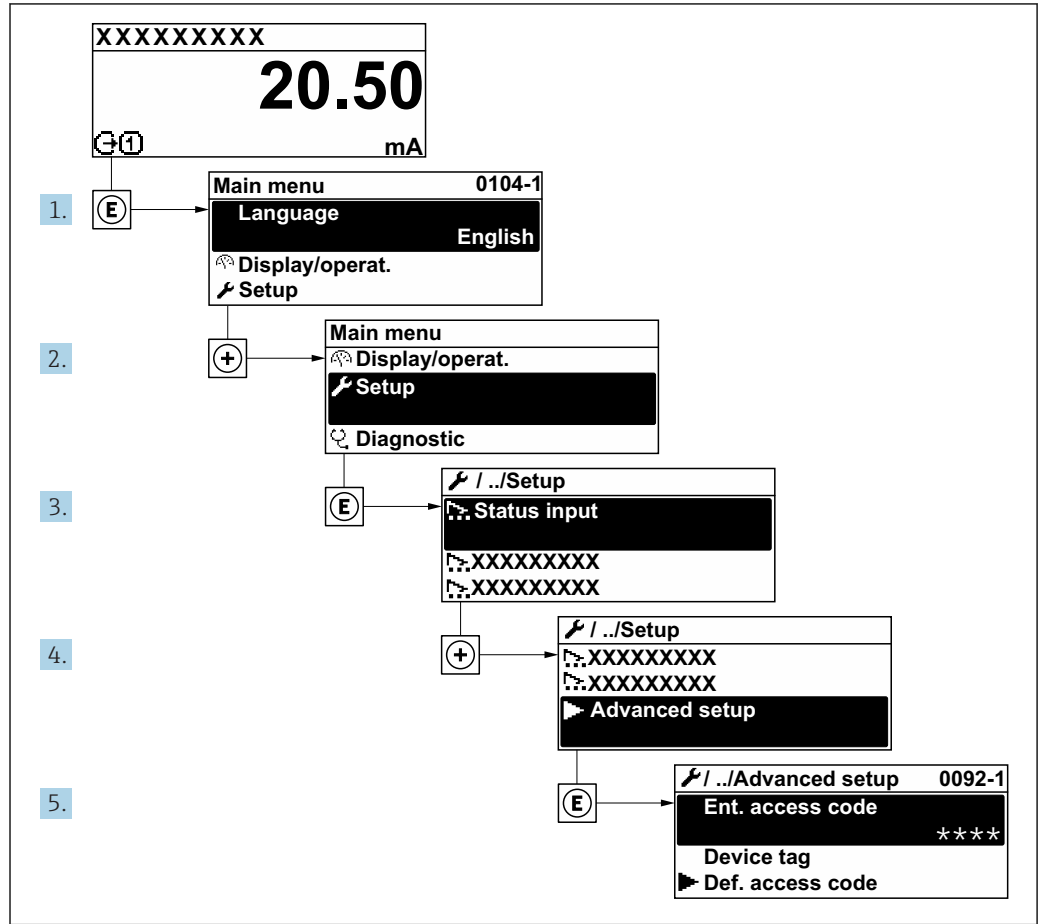 XXXXXXXXX
20.50
1 mA
1. E
Main menu 0104-1
Language
English
Display/operat.
Setup
2. +
Main menu
Display/operat.
Setup
Diagnostic
3. E
/ ../Setup
Status input
XXXXXXXXX
XXXXXXXXX
4. +
/ ../Setup
XXXXXXXXX
XXXXXXXXX
Advanced setup
5. E
/ ../Advanced setup 0092-1
Ent. access code
****
Device tag
Def. access code